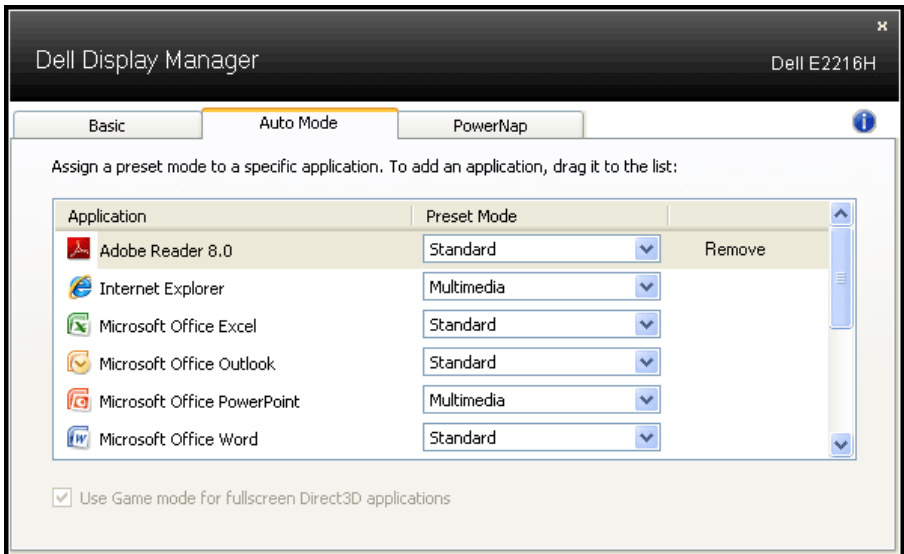 Dell Display Manager
Dell E2216H
Basic Auto Mode PowerNap
Assign a preset mode to a specific application. To add an application, drag it to the list:
Application Preset Mode
Adobe Reader 8.0 Standard Remove
Internet Explorer Multimedia
Microsoft Office Excel Standard
Microsoft Office Outlook Standard
Microsoft Office PowerPoint Multimedia
Microsoft Office Word Standard
Use Game mode for fullscreen Direct3D applications